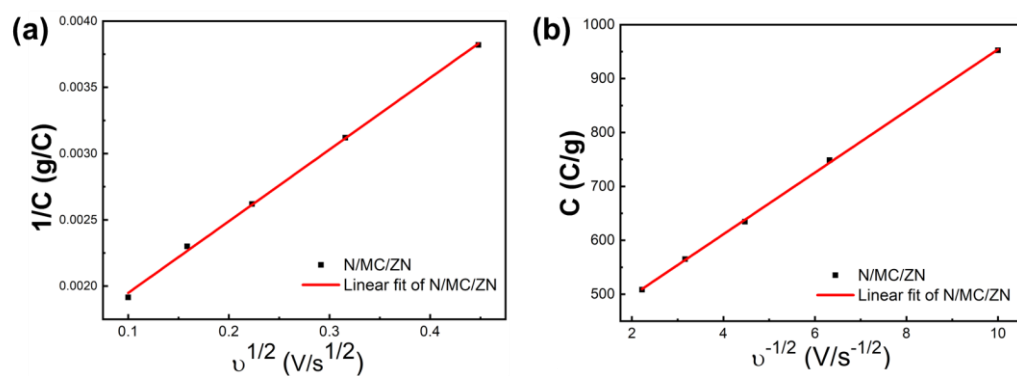 (a)
1/C (g/C)
0.0040
0.0035
0.0030
0.0025
0.0020
N/MC/ZN
Linear fit of N/MC/ZN
0.1 0.2 0.3 0.4
υ^1/2 (V/s^1/2)
(b)
C (C/g)
1000
900
800
700
600
500
N/MC/ZN
Linear fit of N/MC/ZN
2 4 6 8 10
υ^-1/2 (V/s^-1/2)